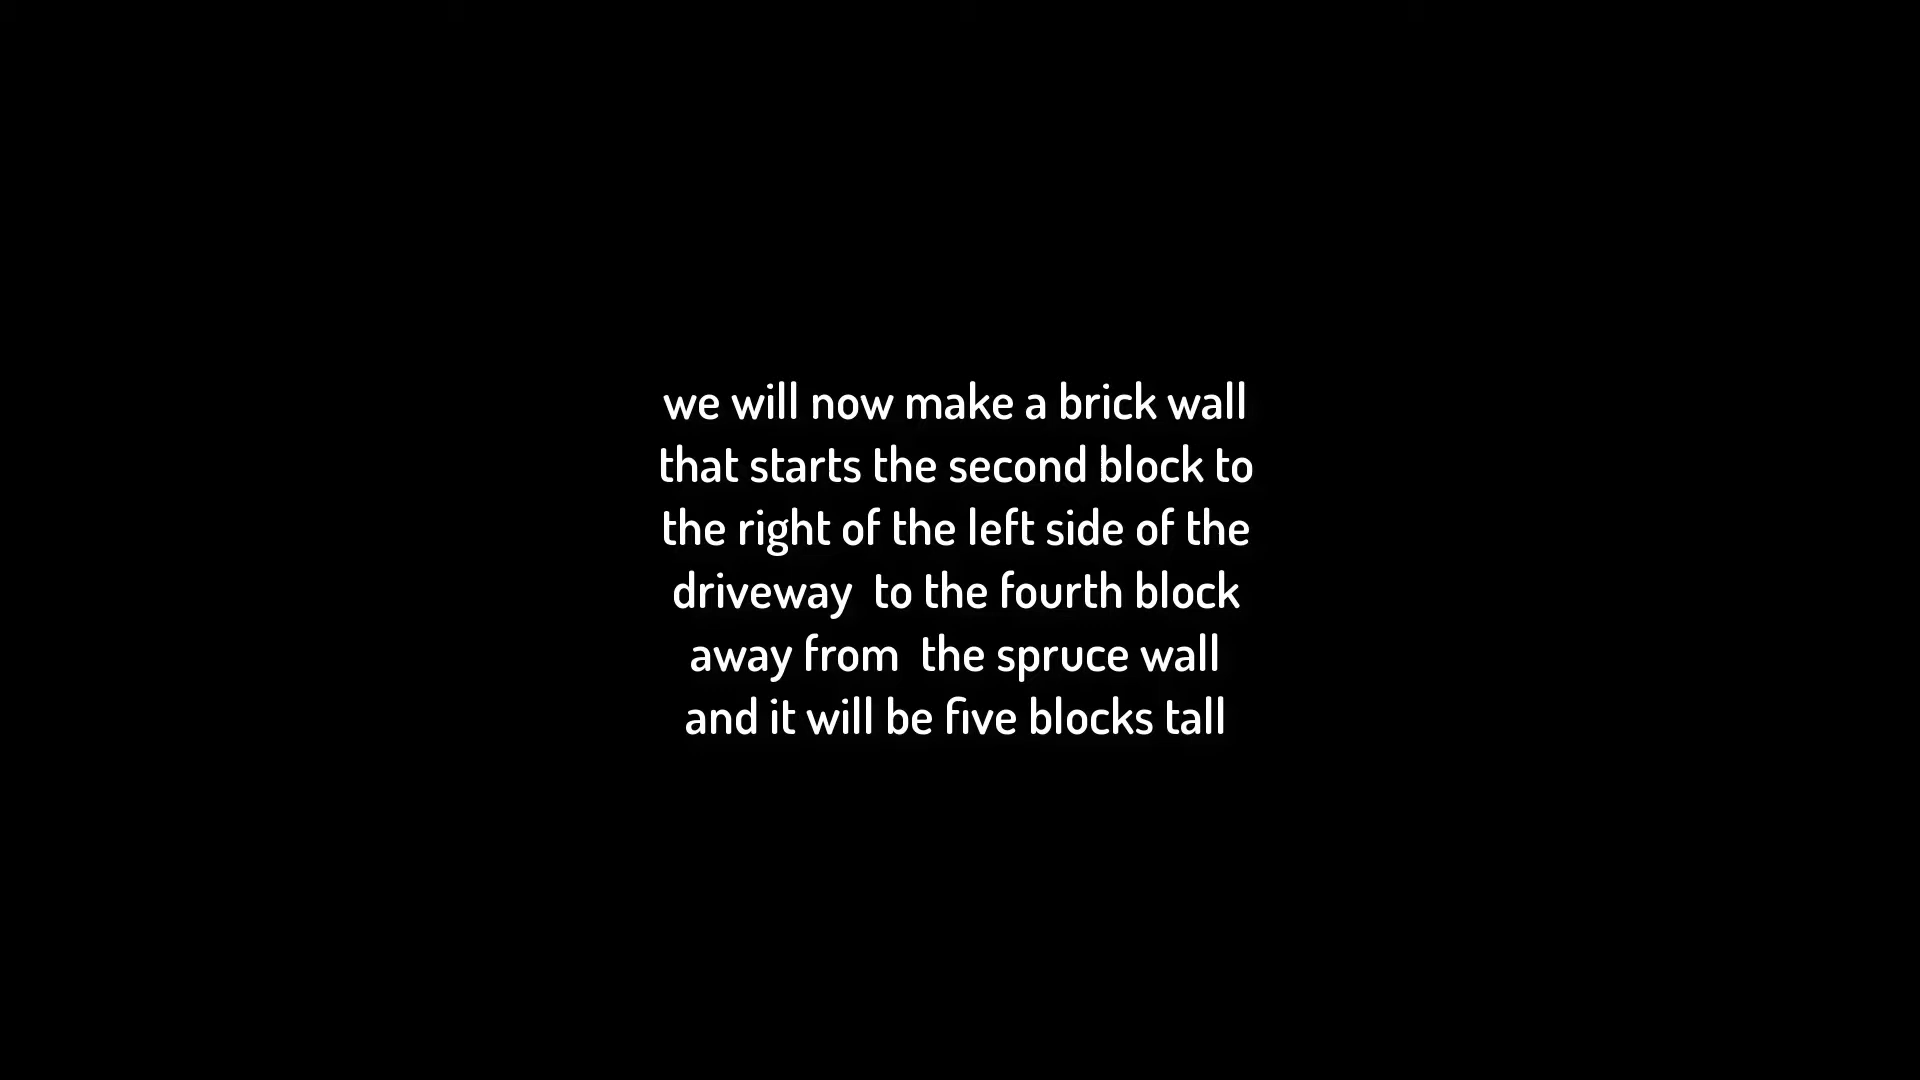 we will now make a brick wall
that starts the second block to
the right of the left side of the
driveway  to the fourth block
away from  the spruce wall
and it will be five blocks tall